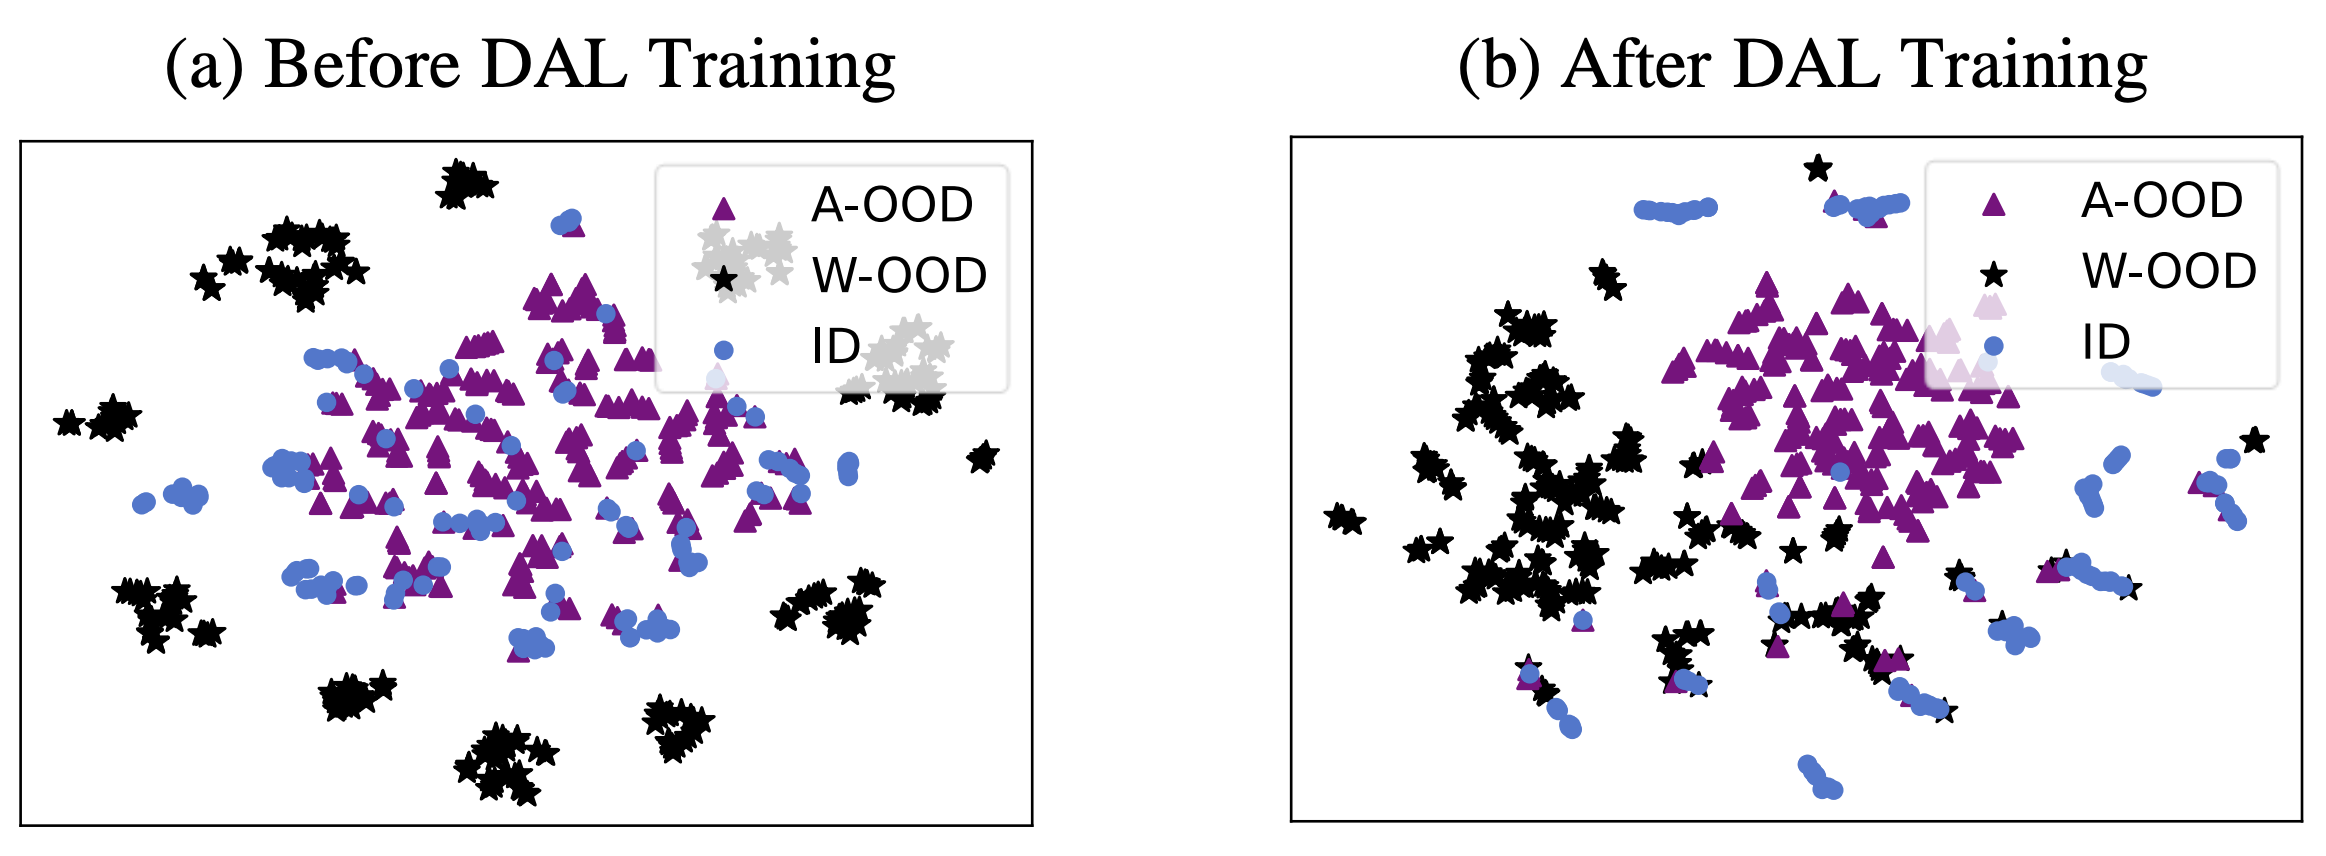 (a) Before DAL Training
A-OOD
W-OOD
ID
(b) After DAL Training
A-OOD
W-OOD
ID